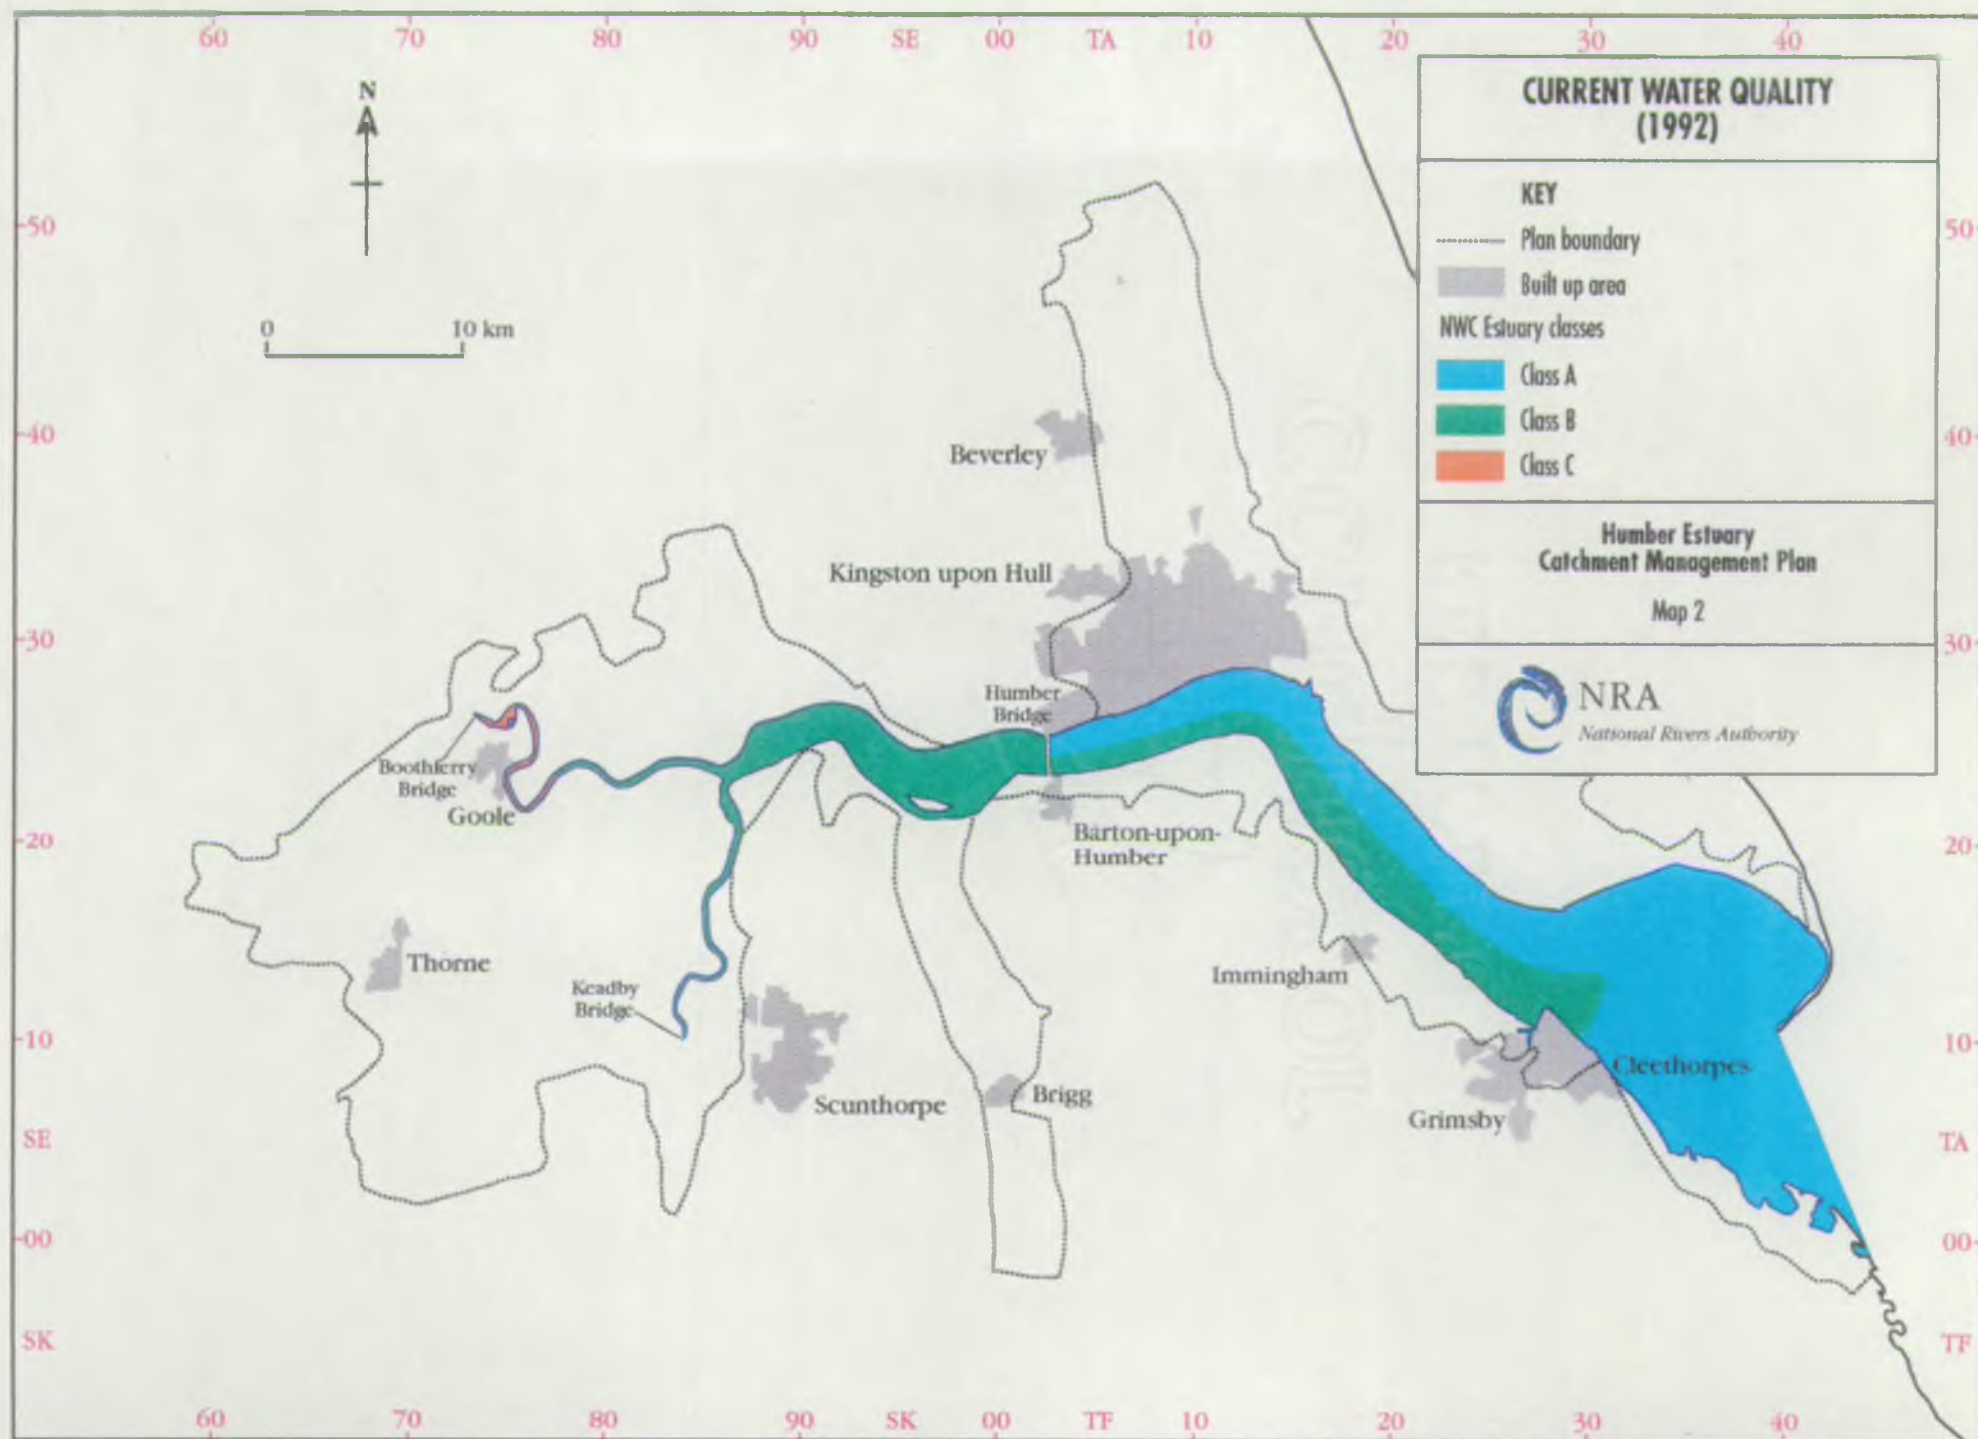 60 70 80 90 SE 00 TA 10 20 30 40
CURRENT WATER QUALITY
(1992)
KEY
Plan boundary
Built up area
NWC Estuary classes
Class A
Class B
Class C
Humber Estuary
Catchment Management Plan
Map 2
NRA
National Rivers Authority
N
0 10 km
50 50
40 40
30 30
20 20
10 10
SE TA
00 00
SK TF
Beverley
Kingston upon Hull
Humber
Bridge
Boothferry
Bridge
Goole
Barton-upon-
Humber
Thorne
Keadby
Bridge
Immingham
Scunthorpe
Brigg
Cleethorpes
Grimsby
60 70 80 90 SK 00 TF 10 20 30 40